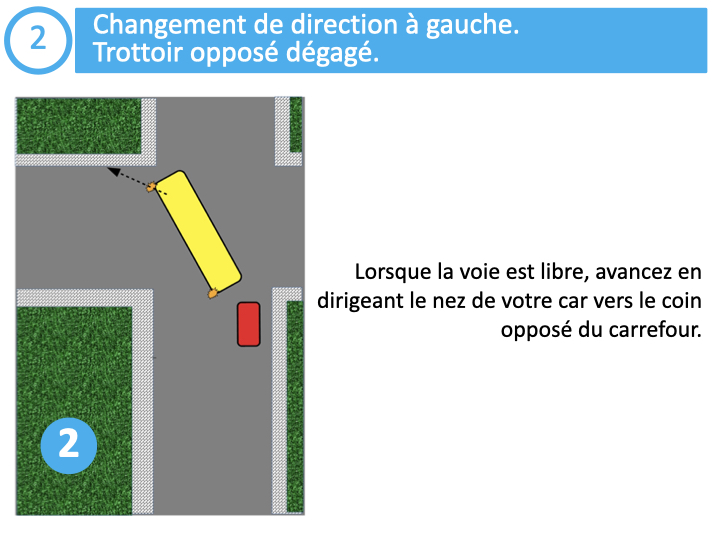 2
Changement de direction à gauche.
Trottoir opposé dégagé.
Lorsque la voie est libre, avancez en
dirigeant le nez de votre car vers le coin
opposé du carrefour.
2